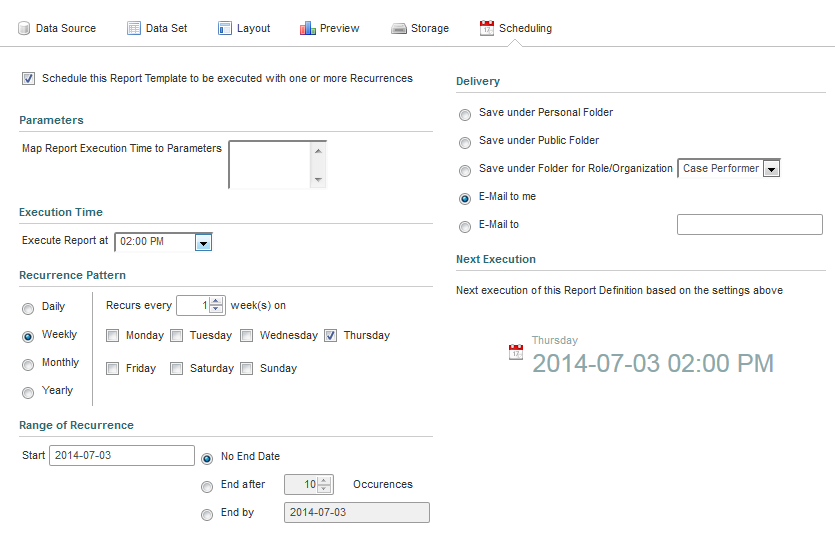 Data Source Data Set Layout Preview Storage Scheduling
Schedule this Report Template to be executed with one or more Recurrences
Parameters
Map Report Execution Time to Parameters
Execution Time
Execute Report at 02:00 PM
Recurrence Pattern
Daily
Weekly
Monthly
Yearly
Recurs every 1 week(s) on
Monday Tuesday Wednesday Thursday
Friday Saturday Sunday
Range of Recurrence
Start 2014-07-03
No End Date
End after 10 Occurences
End by 2014-07-03
Delivery
Save under Personal Folder
Save under Public Folder
Save under Folder for Role/Organization Case Performer
E-Mail to me
E-Mail to
Next Execution
Next execution of this Report Definition based on the settings above
Thursday
2014-07-03 02:00 PM